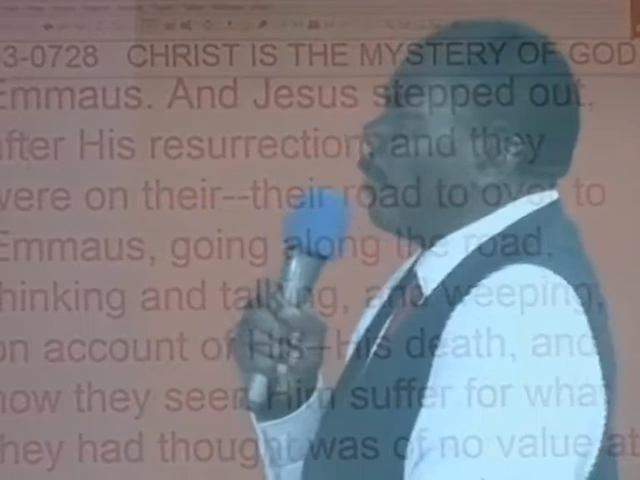 3-0728 CHRIST IS THE MYSTERY OF GOD
Emmaus. And Jesus stepped out,
after His resurrection, and they
were on their--their road to over to
Emmaus, going along the road,
thinking and talking, and weeping,
on account of His--His death, and
how they seen Him suffer for what
they had thought was of no value at